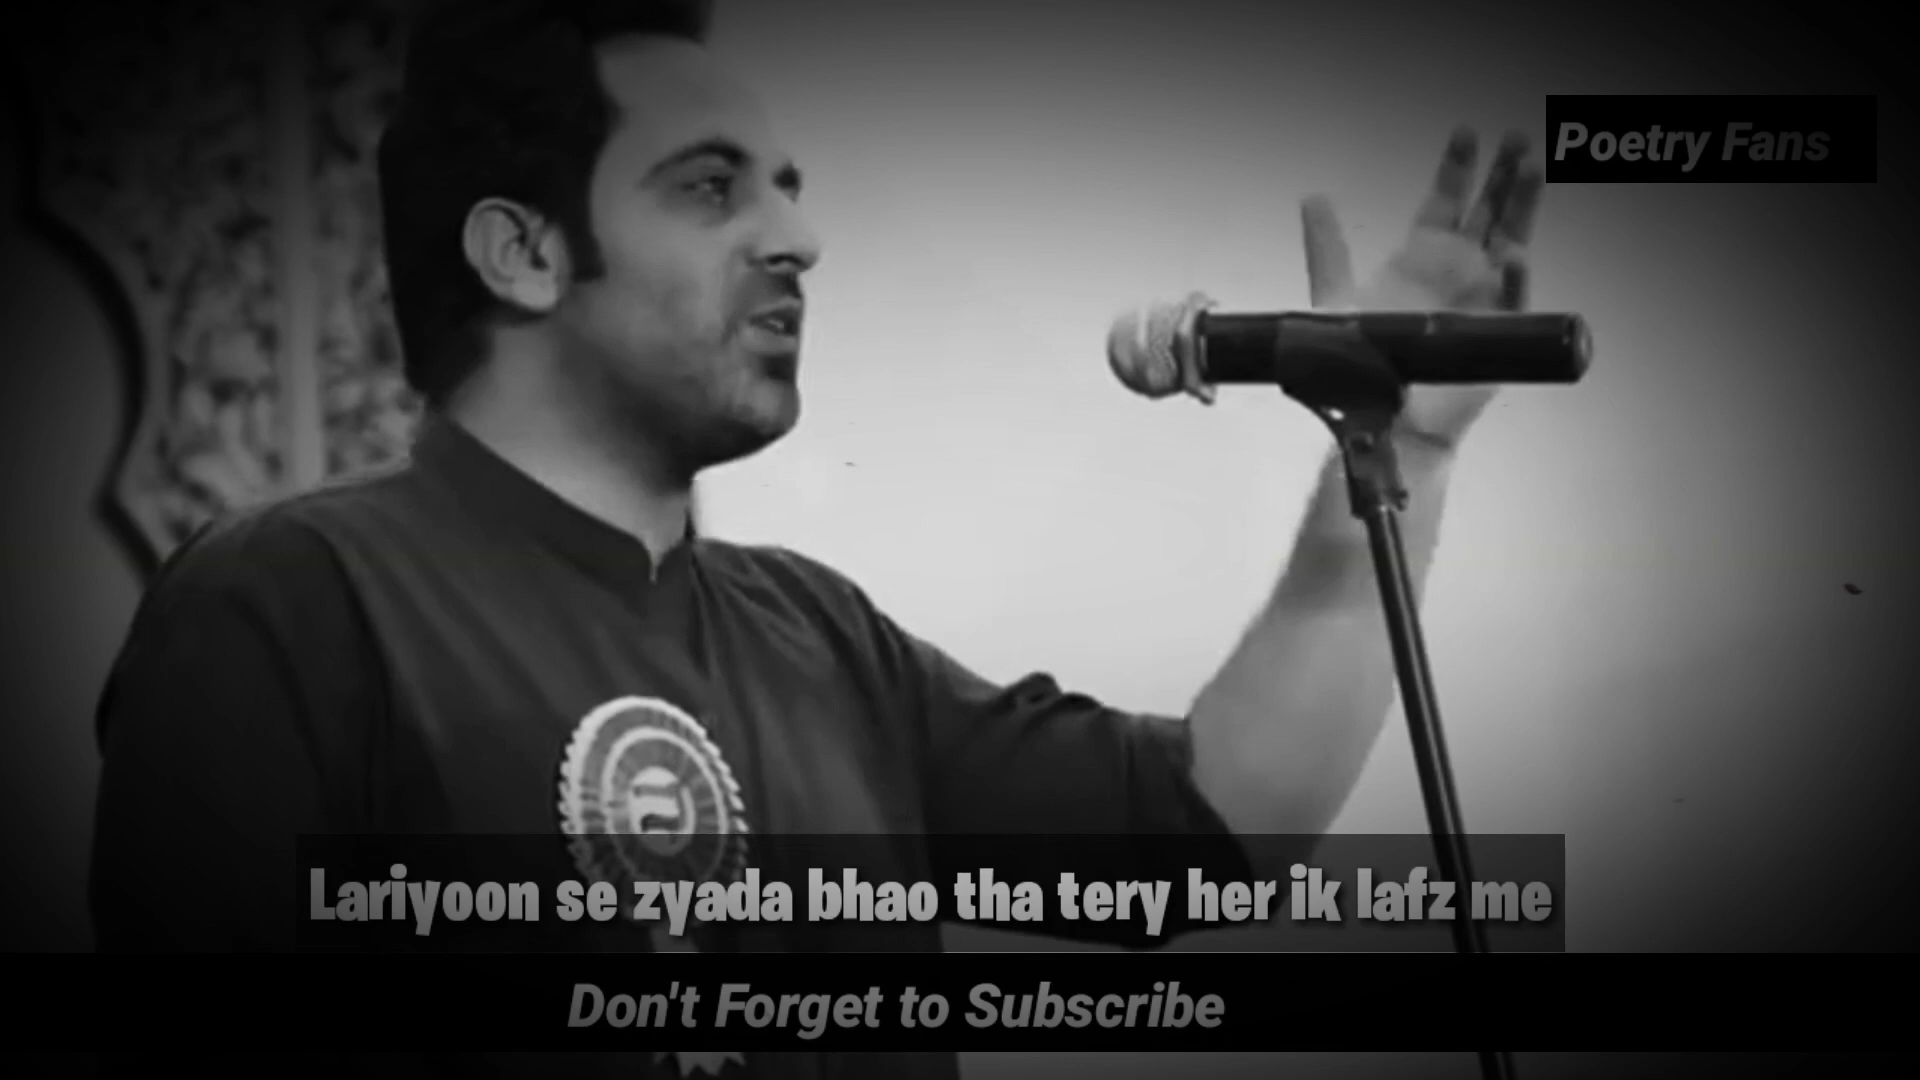 Poetry Fans
Lariyoon se zyada bhao tha tery her ik lafz me
Don't Forget to Subscribe